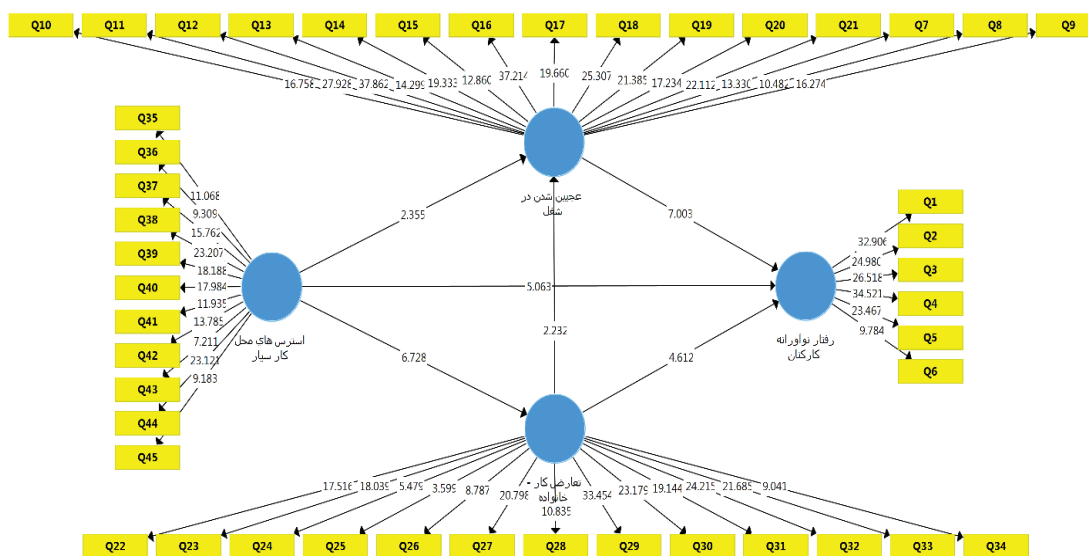 Q10 Q11 Q12 Q13 Q14 Q15 Q16 Q17 Q18 Q19 Q20 Q21 Q7 Q8 Q9
16.758 27.928 37.862 14.299 19.333 12.860 37.214 19.660 25.307 21.385 17.234 22.112 13.330 10.482 16.274
عجین شدن در
شغل
Q35
Q36
Q37
Q38
Q39
Q40
Q41
Q42
Q43
Q44
Q45
11.068
9.309
15.762
23.207
18.188
17.984
11.935
13.785
7.211
23.121
9.183
استرس های محل
کار سیار
2.355
7.003
5.063
2.232
6.728
4.612
Q1
Q2
Q3
Q4
Q5
Q6
32.906
24.980
26.518
34.521
23.467
9.784
رفتار نوآورانه
کارکنان
تعارض کار -
خانواده
17.516 18.039 5.479 3.599 8.787 20.798 10.835 33.454 23.179 19.144 24.215 21.685 9.041
Q22 Q23 Q24 Q25 Q26 Q27 Q28 Q29 Q30 Q31 Q32 Q33 Q34